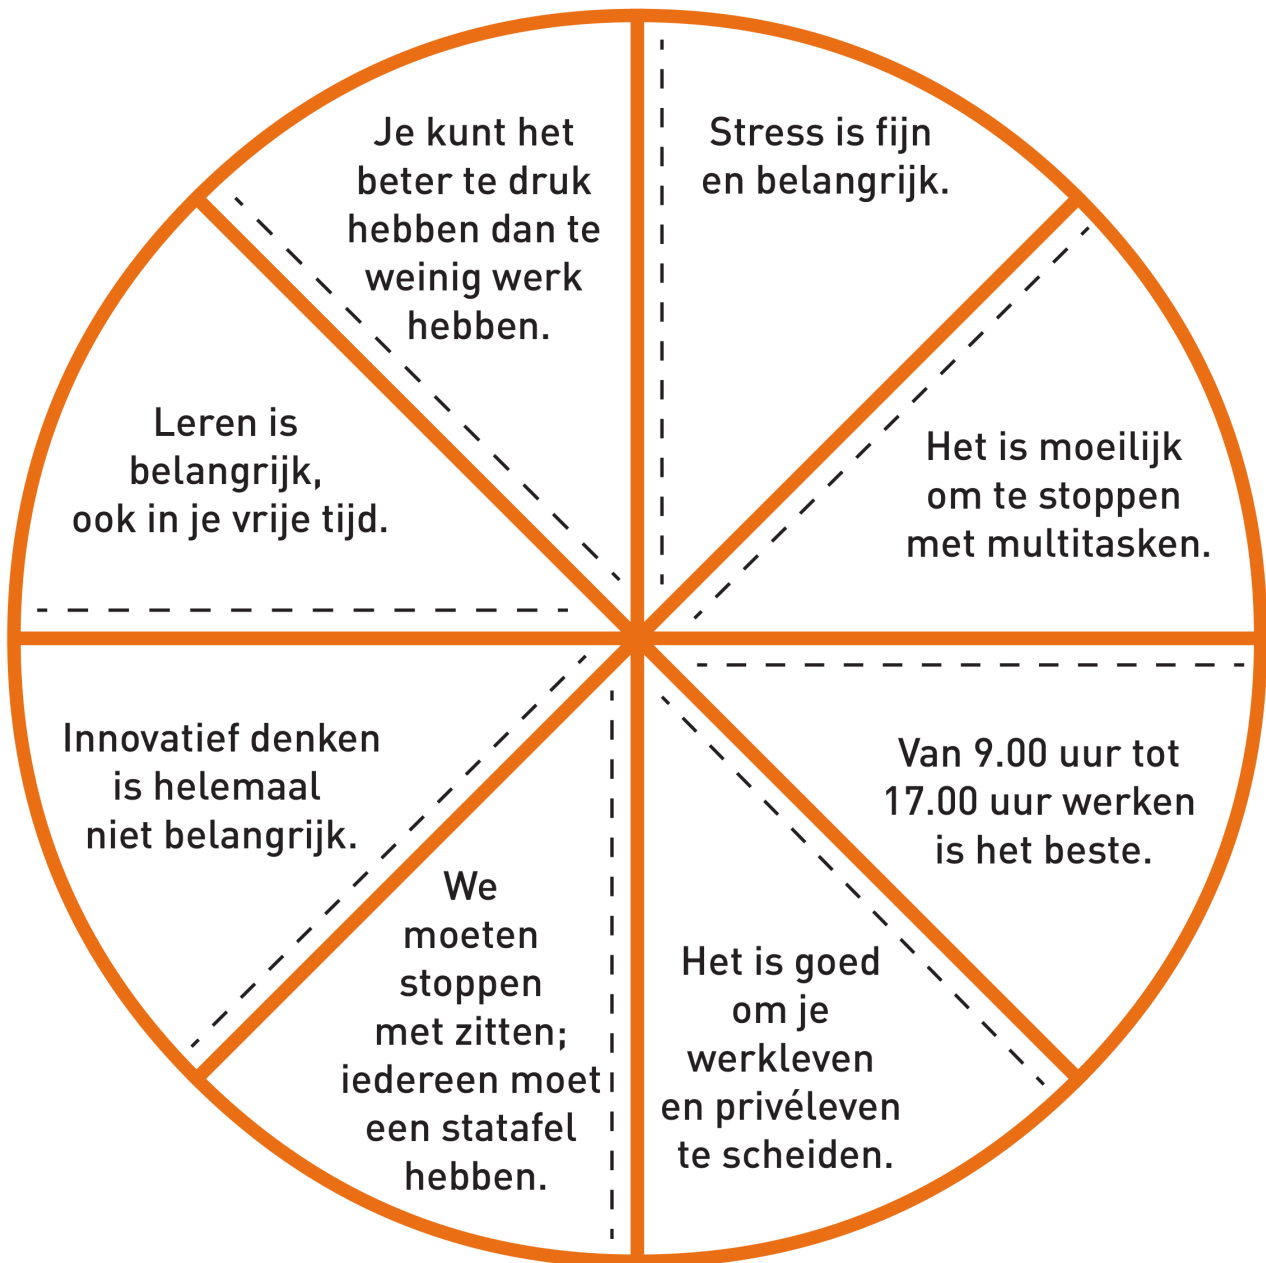 Je kunt het
beter te druk
hebben dan te
weinig werk
hebben.
Stress is fijn
en belangrijk.
Het is moeilijk
om te stoppen
met multitasken.
Van 9.00 uur tot
17.00 uur werken
is het beste.
Het is goed
om je
werkleven
en privéleven
te scheiden.
We
moeten
stoppen
met zitten;
iedereen moet
een statafel
hebben.
Innovatief denken
is helemaal
niet belangrijk.
Leren is
belangrijk,
ook in je vrije tijd.